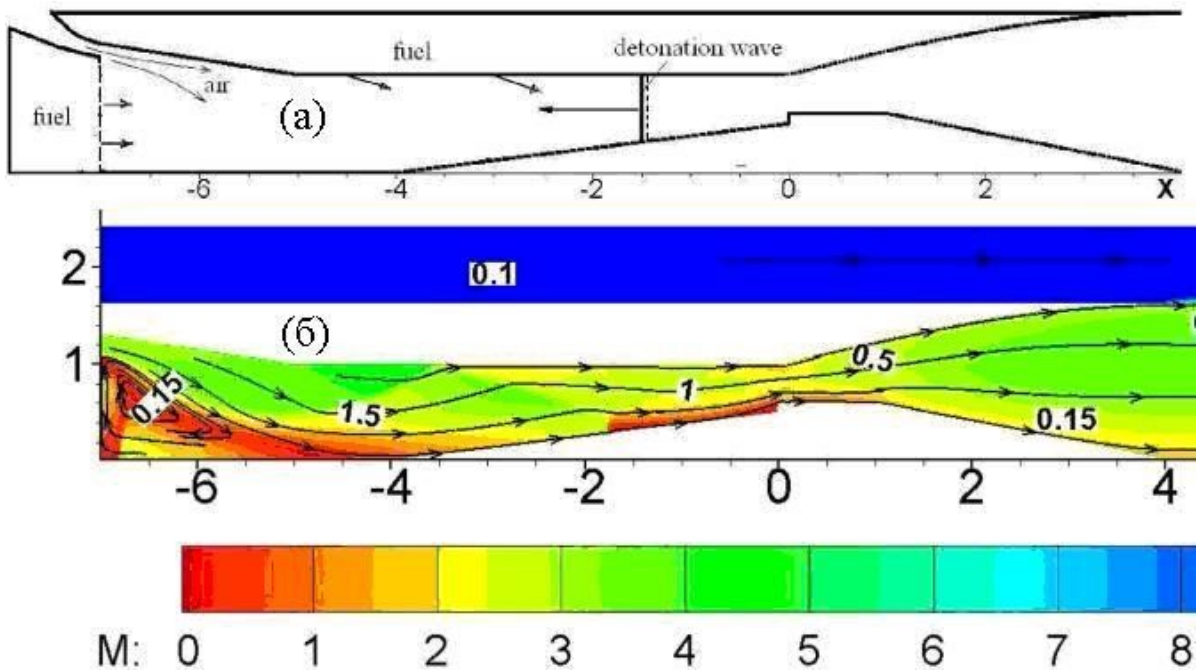 fuel
detonation wave
air
fuel
(a)
-6 -4 -2 0 2 X
2
0.1
(б)
1
0.15
1.5
1
0.5
0.15
-6 -4 -2 0 2 4
M: 0 1 2 3 4 5 6 7 8